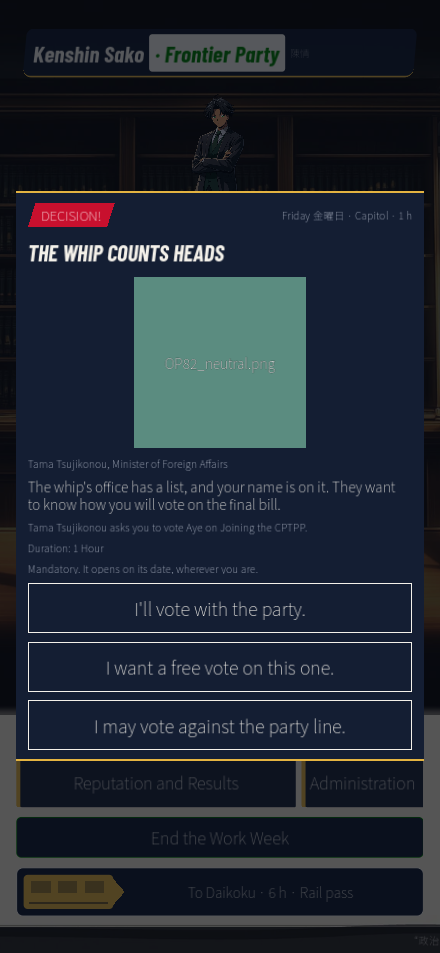 Kenshin Sako · Frontier Party
DECISION!
Friday 金曜日 · Capitol · 1 h
THE WHIP COUNTS HEADS
OP82_neutral.png
Tama Tsujikonou, Minister of Foreign Affairs
The whip's office has a list, and your name is on it. They want
to know how you will vote on the final bill.
Tama Tsujikonou asks you to vote Aye on Joining the CPTPP.
Duration: 1 Hour
Mandatory. It opens on its date, wherever you are.
I'll vote with the party.
I want a free vote on this one.
I may vote against the party line.
Reputation and Results
Administration
End the Work Week
To Daikoku · 6 h · Rail pass